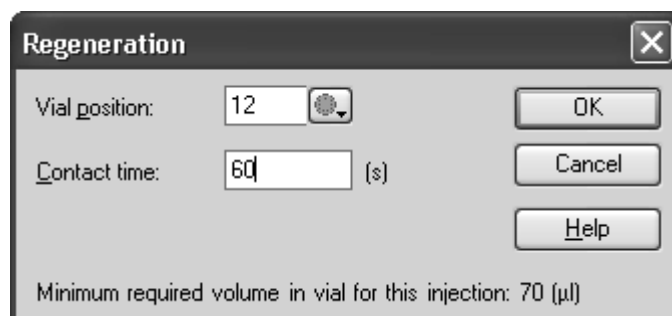 Regeneration
Vial position: 12
OK
Contact time: 60 (s)
Cancel
Help
Minimum required volume in vial for this injection: 70 (µl)